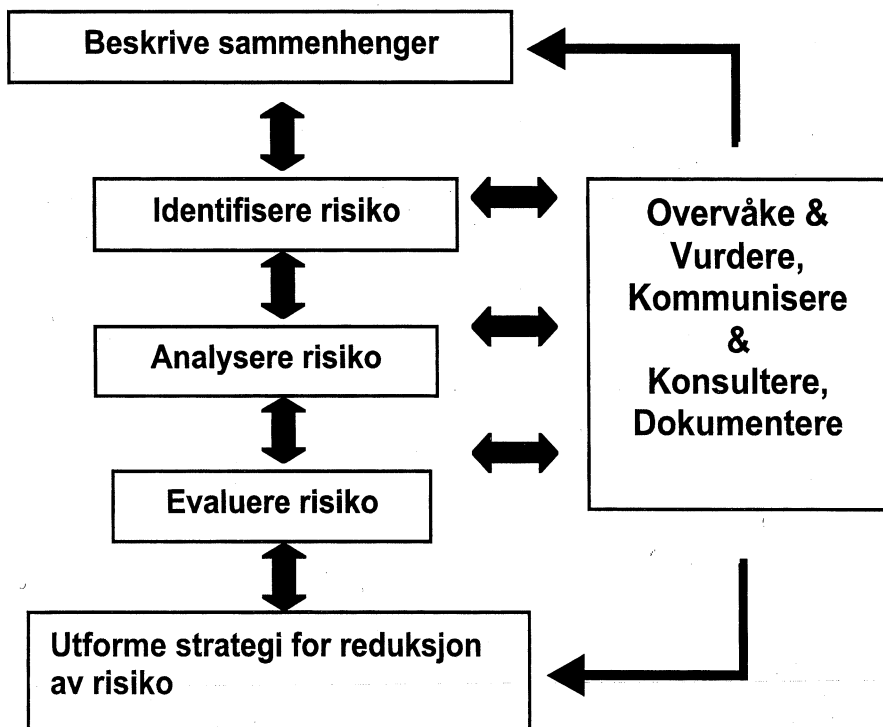 Beskrive sammenhenger
Identifisere risiko
Analysere risiko
Evaluere risiko
Utforme strategi for reduksjon
av risiko
Overvåke &
Vurdere,
Kommunisere
&
Konsultere,
Dokumentere